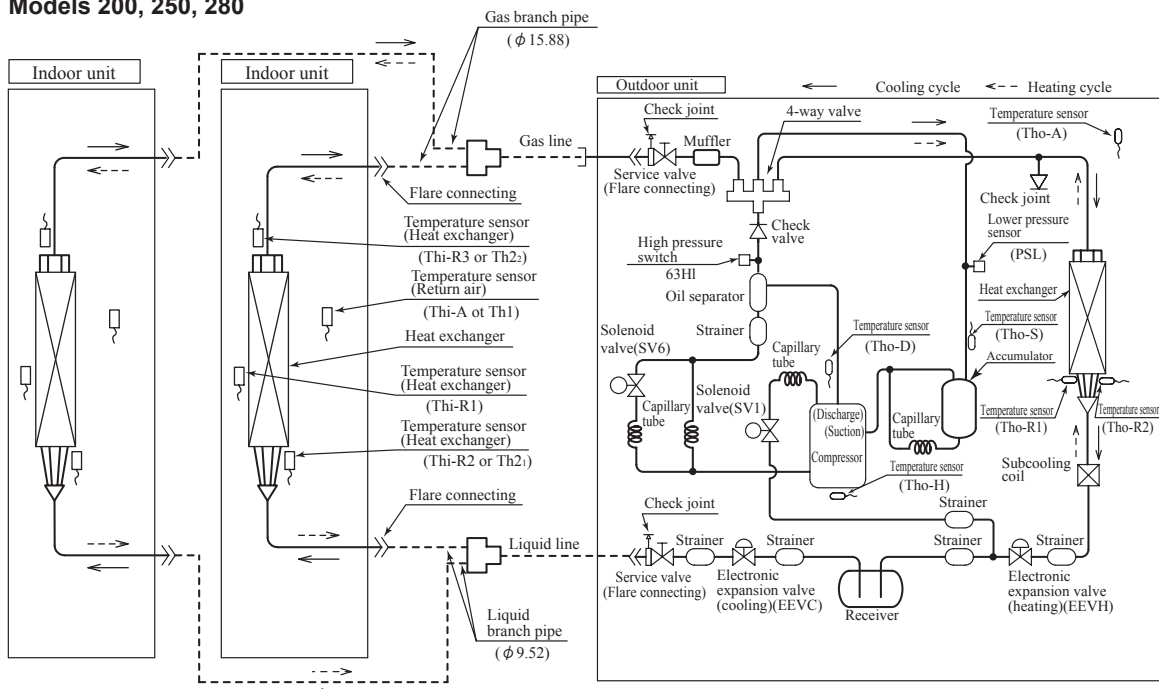 Models 200, 250, 280
Gas branch pipe
(ϕ15.88)
Indoor unit
Indoor unit
Outdoor unit
Cooling cycle
Heating cycle
Check joint
4-way valve
Temperature sensor
(Tho-A)
Gas line
Muffler
Service valve
(Flare connecting)
Check joint
Flare connecting
Check
valve
Lower pressure
sensor
(PSL)
Temperature sensor
(Heat exchanger)
(Thi-R3 or Th2₂)
High pressure
switch
63Hl
Heat exchanger
Temperature sensor
(Return air)
(Thi-A ot Th1)
Oil separator
Temperature sensor
(Tho-S)
Strainer
Temperature sensor
(Tho-D)
Solenoid
valve(SV6)
Accumulator
Heat exchanger
Capillary
tube
Temperature sensor
(Heat exchanger)
(Thi-R1)
Capillary
tube
Solenoid
valve(SV1)
(Discharge)
(Suction)
Compressor
Capillary
tube
Temperature sensor
(Tho-R1)
Temperature sensor
(Tho-R2)
Temperature sensor
(Heat exchanger)
(Thi-R2 or Th2₁)
Temperature sensor
(Tho-H)
Subcooling
coil
Flare connecting
Check joint
Strainer
Liquid line
Strainer
Strainer
Strainer
Strainer
Service valve
(Flare connecting)
Electronic
expansion valve
(cooling)(EEVC)
Receiver
Electronic
expansion valve
(heating)(EEVH)
Liquid
branch pipe
(ϕ9.52)